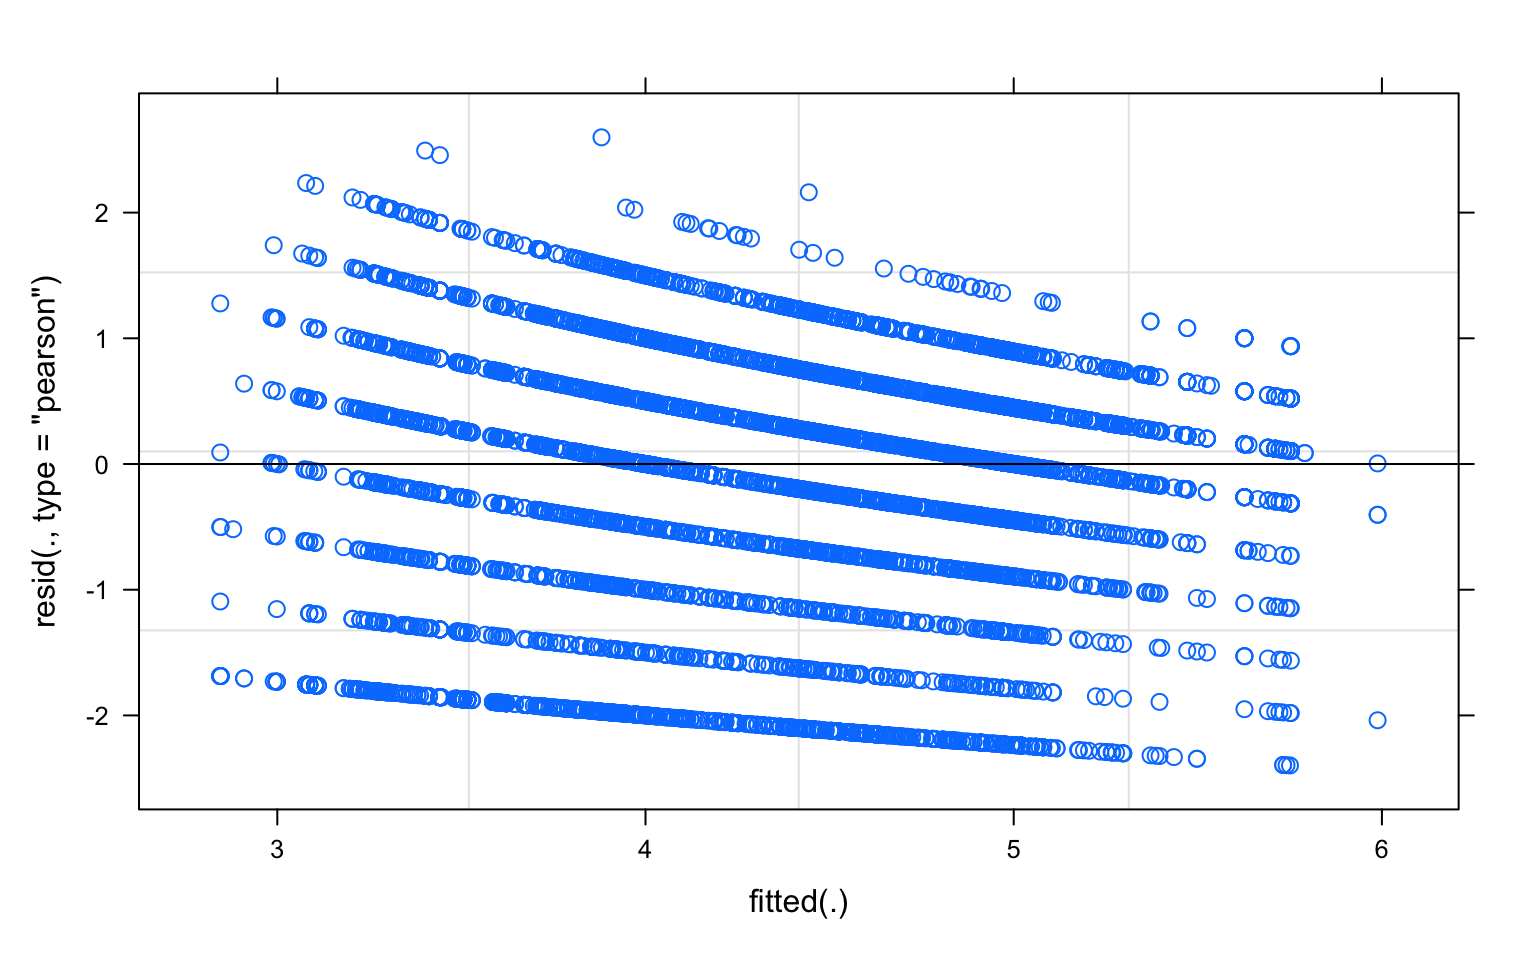 2
1
0
-1
-2
resid(., type = "pearson")
3 4 5 6
fitted(.)